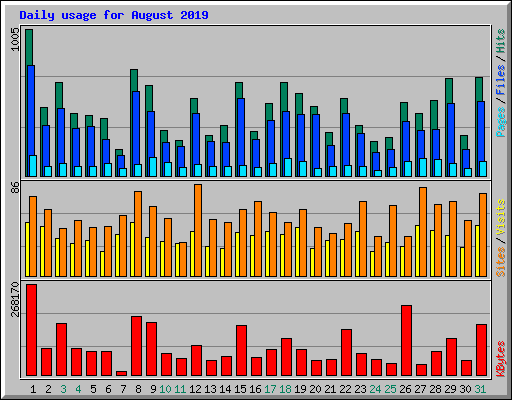 Daily usage for August 2019
1005
Pages / Files / Hits
86
Sites / Visits
268170
KBytes
1 2 3 4 5 6 7 8 9 10 11 12 13 14 15 16 17 18 19 20 21 22 23 24 25 26 27 28 29 30 31